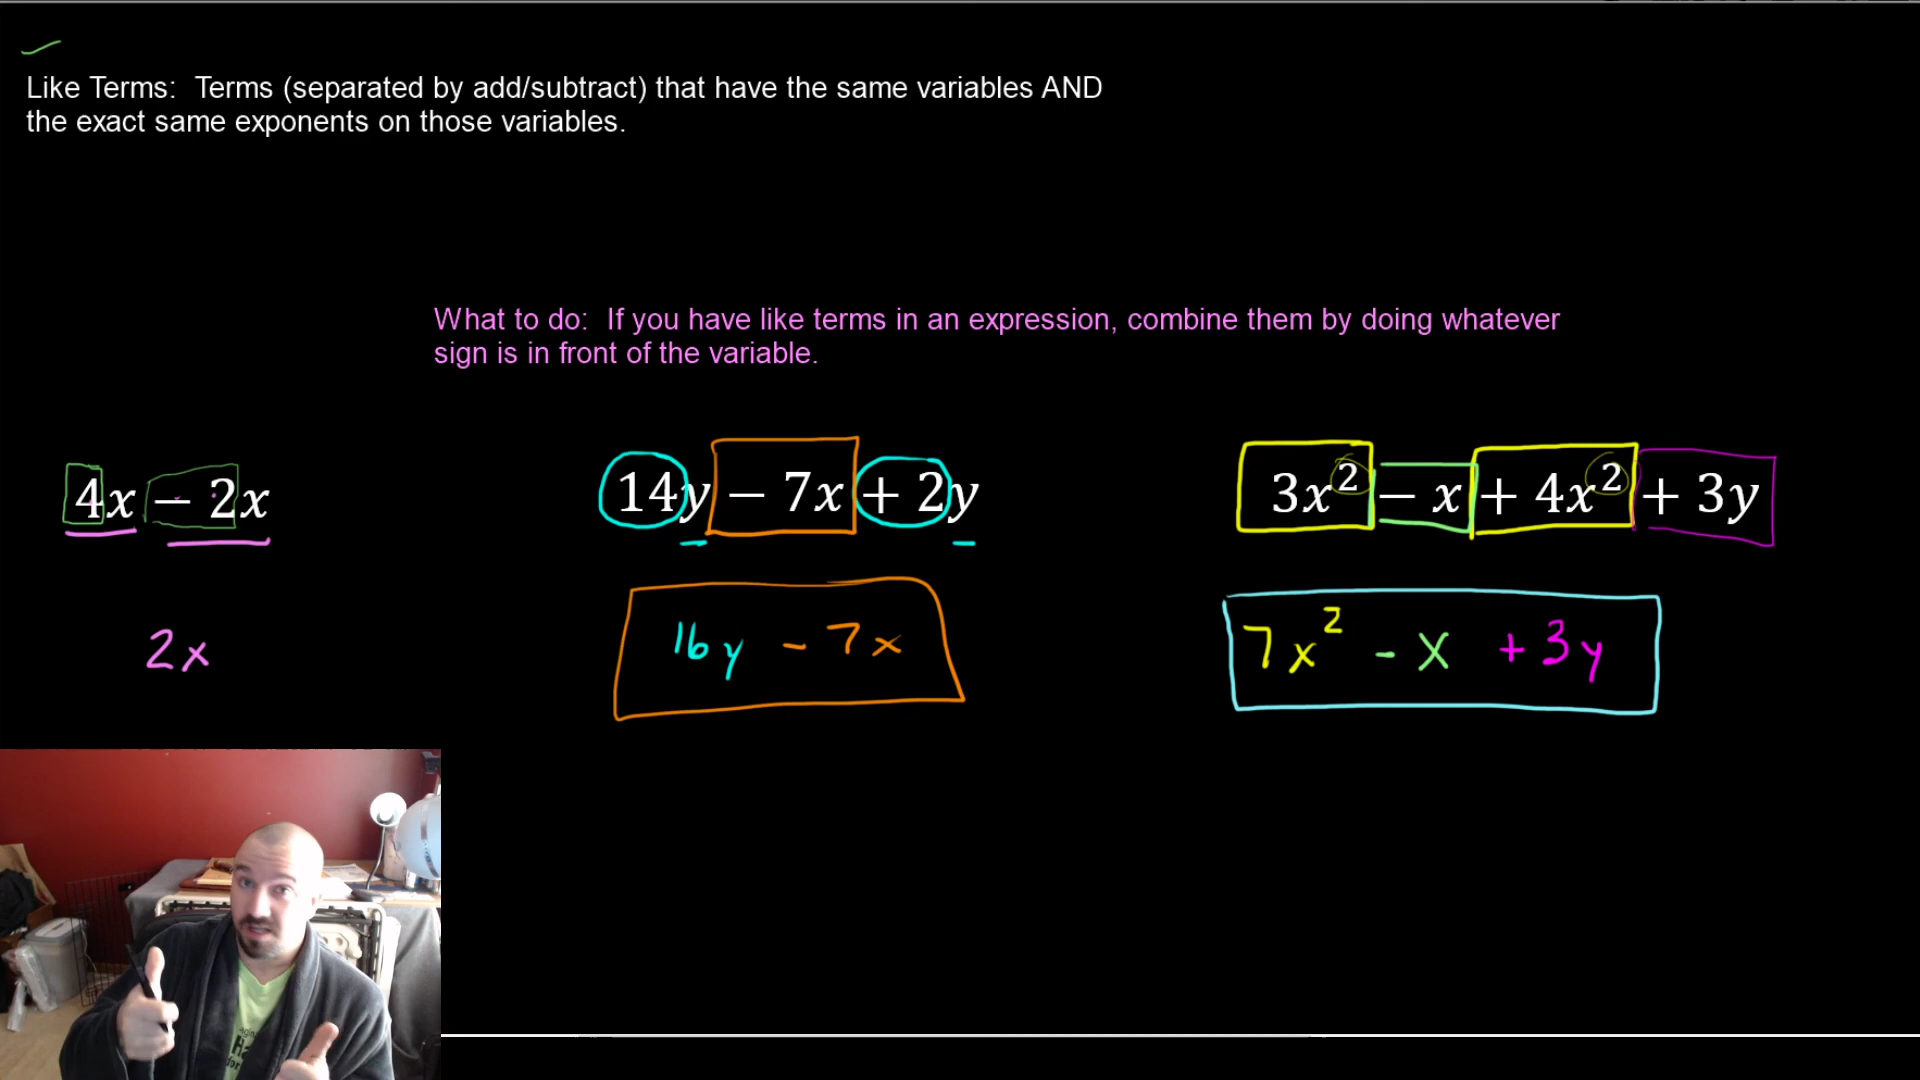 Like Terms: Terms (separated by add/subtract) that have the same variables AND
the exact same exponents on those variables.
What to do: If you have like terms in an expression, combine them by doing whatever
sign is in front of the variable.
4x − 2x
14y − 7x + 2y
3x² − x + 4x² + 3y
2x
16y - 7x
7x² - x + 3y